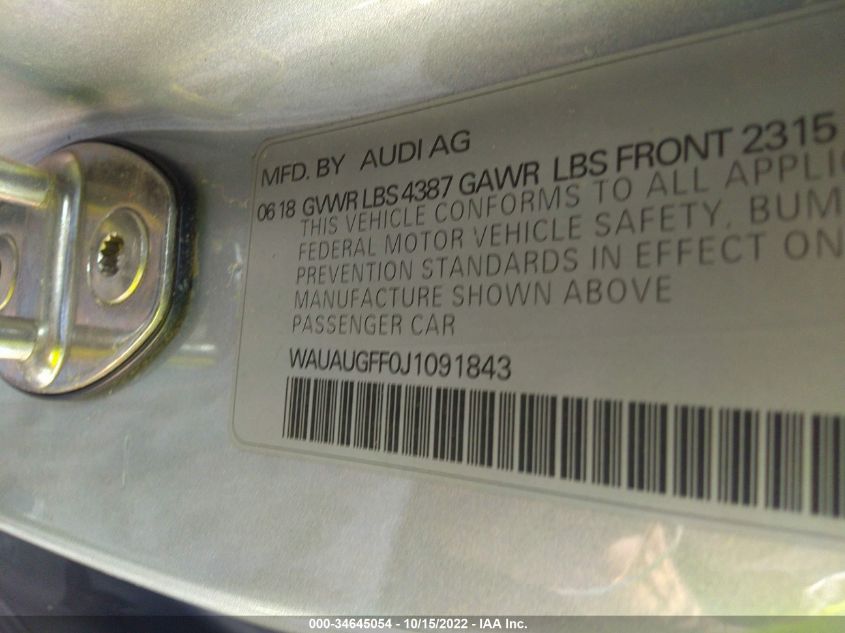 MFD. BY AUDI AG
06 18 GVWR LBS 4387 GAWR LBS FRONT 2315
THIS VEHICLE CONFORMS TO ALL
FEDERAL MOTOR VEHICLE SAFETY,
PREVENTION STANDARDS IN EFFECT ON
MANUFACTURE SHOWN ABOVE
PASSENGER CAR
WAUAUGFF0J1091843
000-34645054 - 10/15/2022 - IAA Inc.